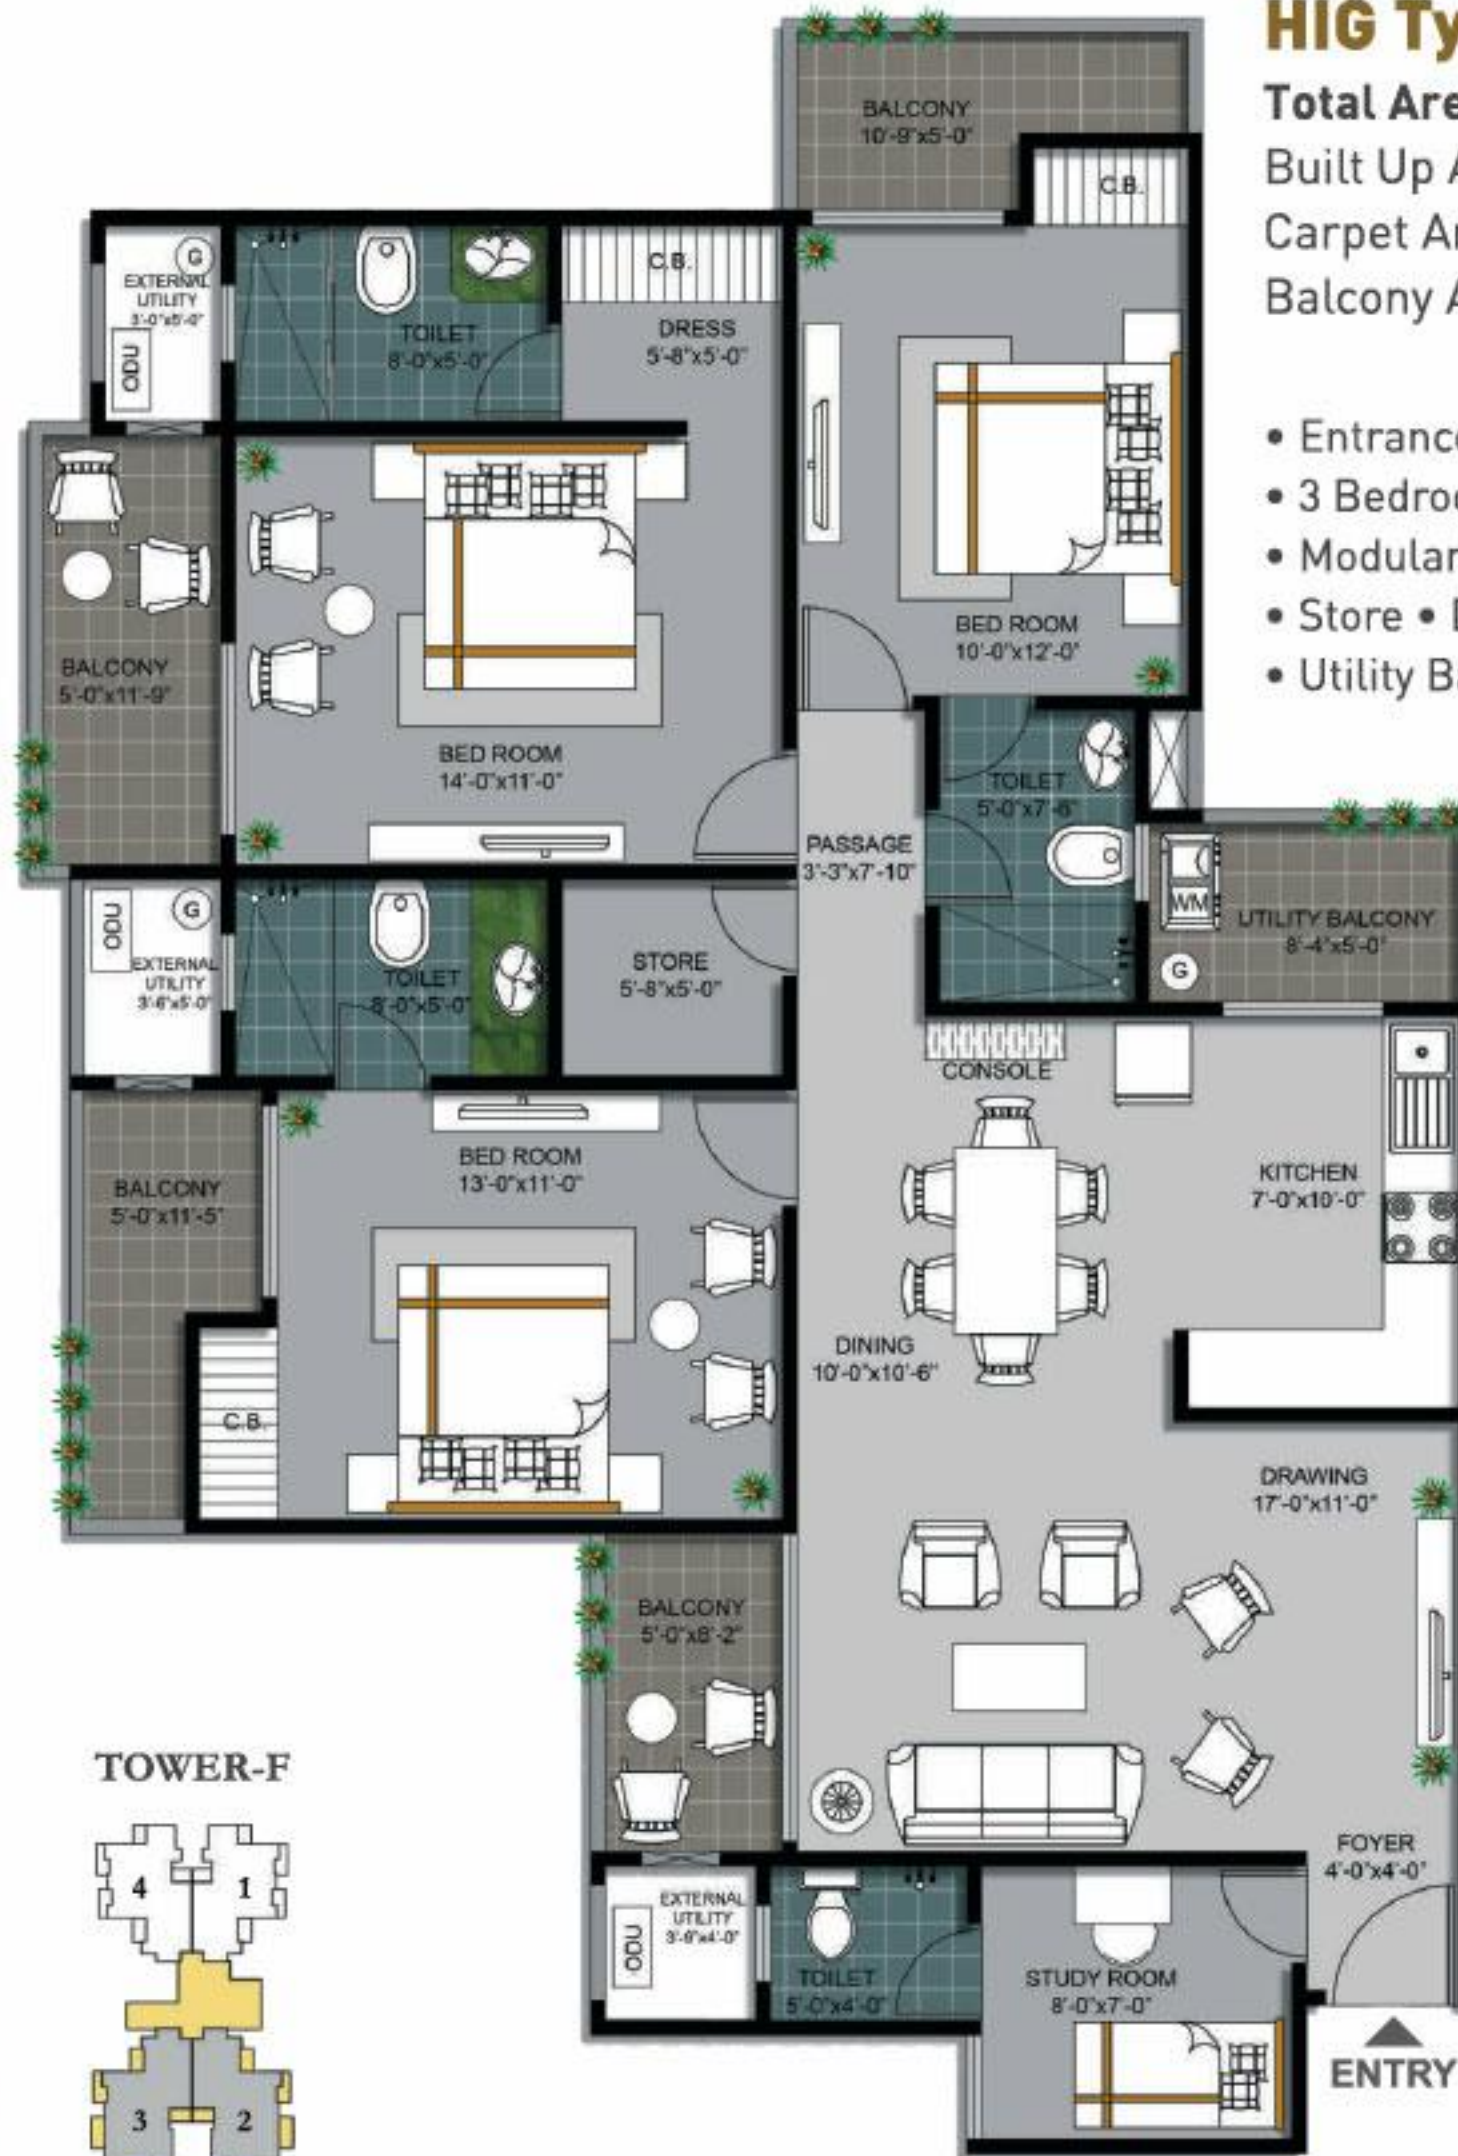 HIG Ty
Total Are
Built Up A
Carpet Ar
Balcony A
• Entrance
• 3 Bedroo
• Modular
• Store •
• Utility Ba
BALCONY
10'-9"x5'-0"
C.B.
G
EXTERNAL
UTILITY
ODU
TOILET
8'-0"x5'-0"
C.B.
DRESS
5'-8"x5'-0"
BED ROOM
10'-0"x12'-0"
BALCONY
5'-0"x11'-9"
BED ROOM
14'-0"x11'-0"
TOILET
5'-0"x7'-6"
PASSAGE
3'-3"x7'-10"
WM
G
UTILITY BALCONY
8'-4"x5'-0"
ODU
G
EXTERNAL
UTILITY
3'-6"x5'-0"
TOILET
8'-0"x5'-0"
STORE
5'-8"x5'-0"
CONSOLE
BED ROOM
13'-0"x11'-0"
KITCHEN
7'-0"x10'-0"
BALCONY
5'-0"x11'-5"
C.B.
DINING
10'-0"x10'-6"
DRAWING
17'-0"x11'-0"
BALCONY
5'-0"x8'-2"
FOYER
4'-0"x4'-0"
EXTERNAL
UTILITY
3'-6"x4'-0"
ODU
TOILET
5'-0"x4'-0"
STUDY ROOM
8'-0"x7'-0"
ENTRY
TOWER-F
4 1
3 2